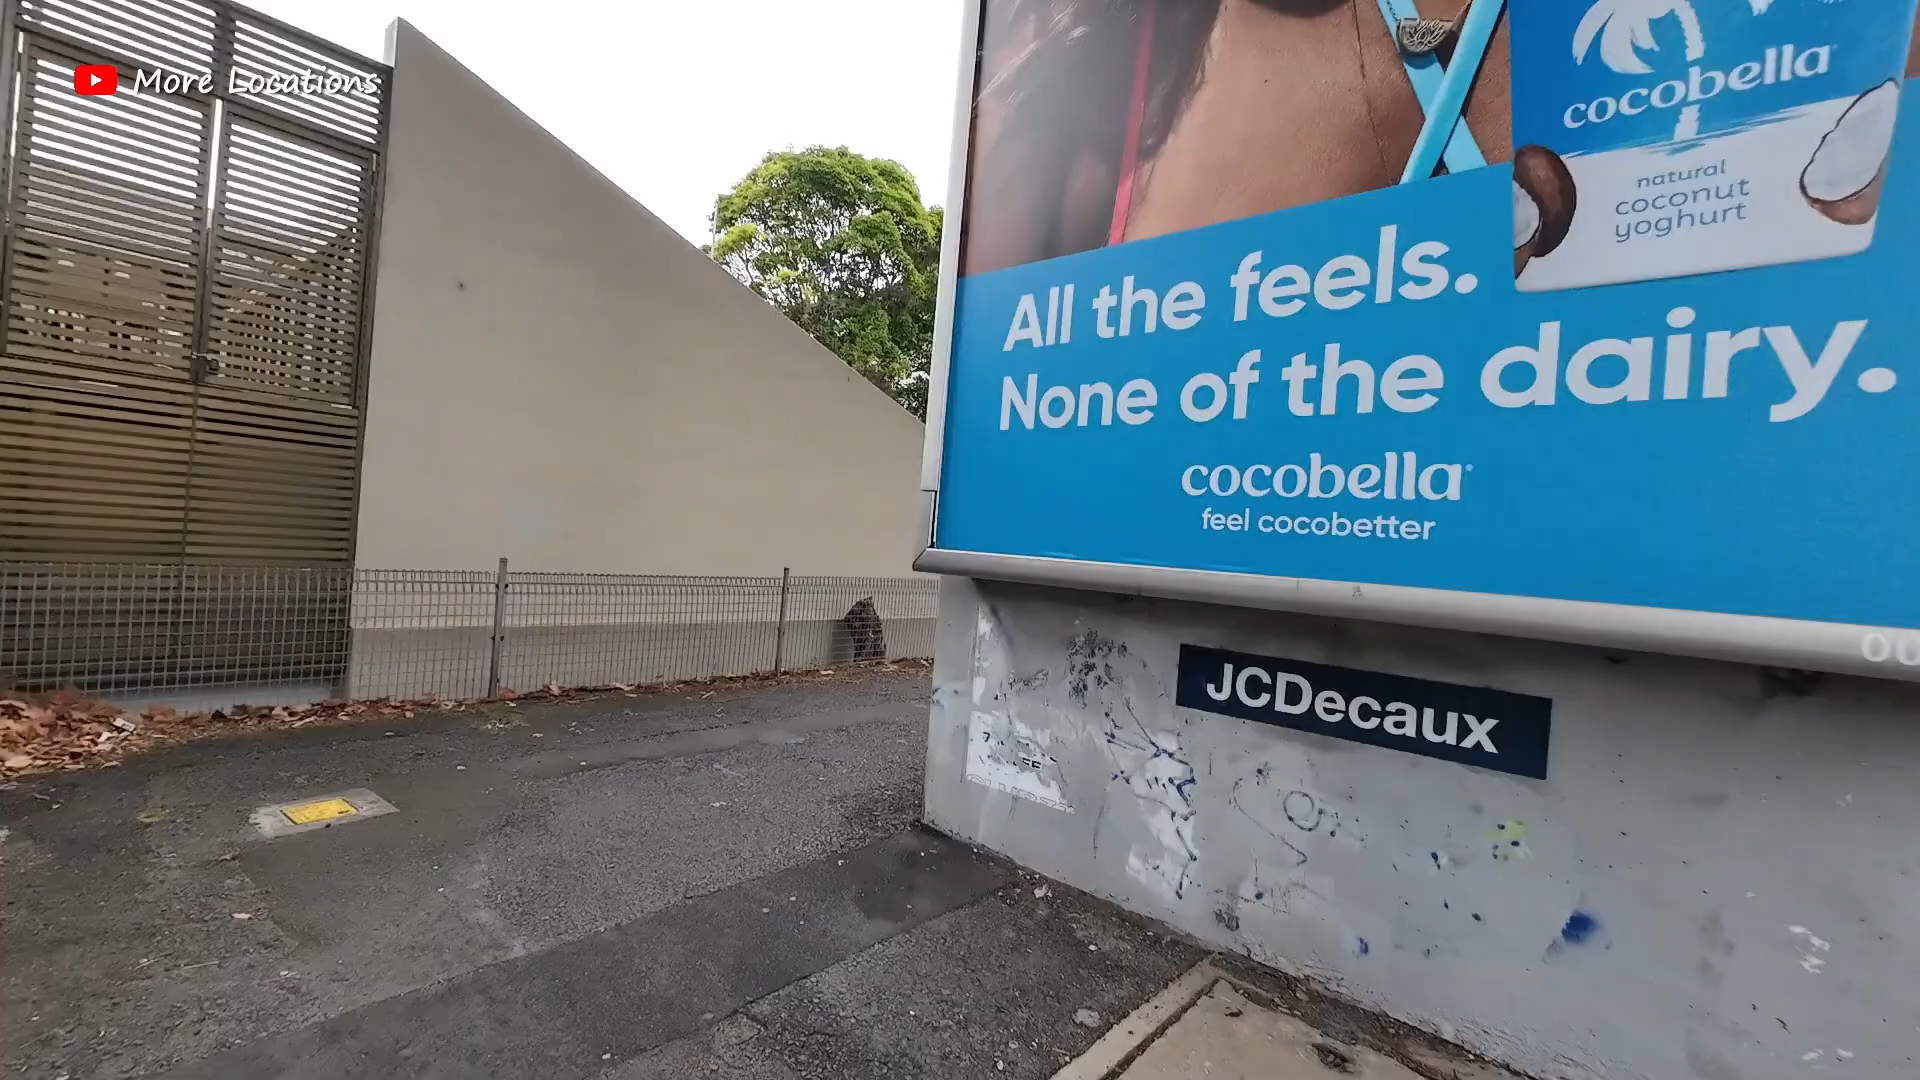 More Locations
cocobella
natural
coconut
yoghurt
All the feels.
None of the dairy.
cocobella
feel cocobetter
JCDecaux